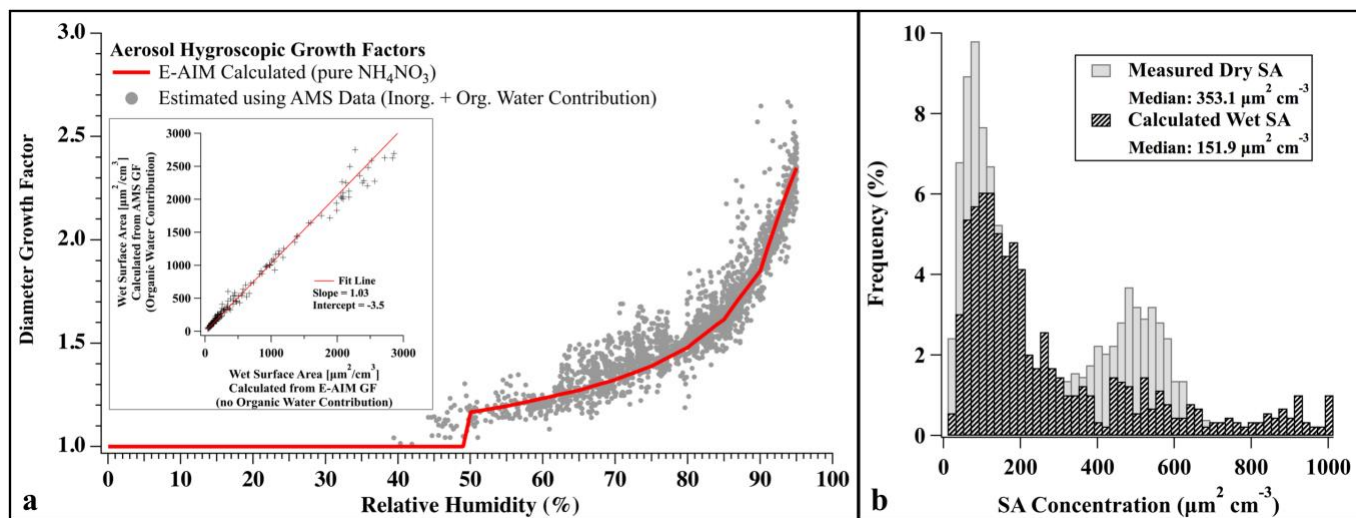 3.0
2.5
2.0
1.5
1.0
Diameter Growth Factor
Aerosol Hygroscopic Growth Factors
E-AIM Calculated (pure NH₄NO₃)
Estimated using AMS Data (Inorg. + Org. Water Contribution)
3000
2500
2000
1500
1000
500
0
Wet Surface Area [μm²/cm³]
Calculated from AMS GF
(Organic Water Contribution)
Fit Line
Slope = 1.03
Intercept = -3.5
1000
2000
3000
Wet Surface Area [μm²/cm³]
Calculated from E-AIM GF
(no Organic Water Contribution)
0
10
20
30
40
50
60
70
80
90
100
Relative Humidity (%)
a
10
8
6
4
2
0
Frequency (%)
Measured Dry SA
Median: 353.1 μm² cm⁻³
Calculated Wet SA
Median: 151.9 μm² cm⁻³
0
200
400
600
800
1000
SA Concentration (μm² cm⁻³)
b